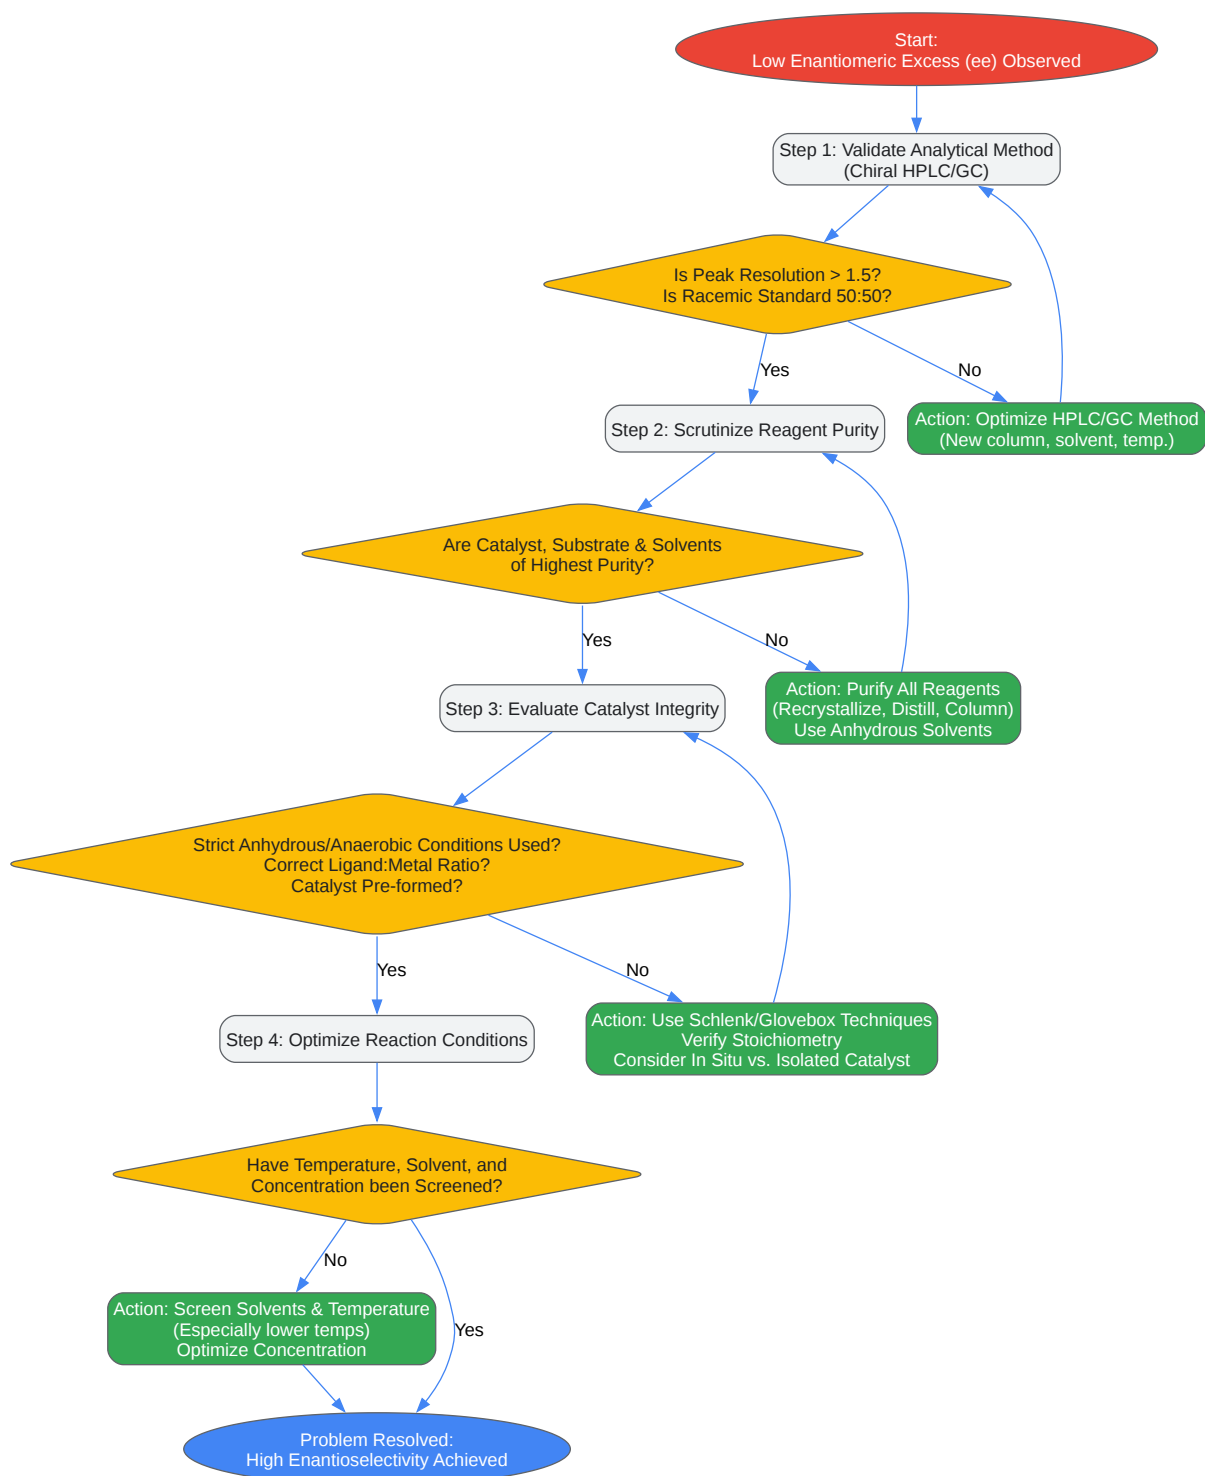 Start:
Low Enantiomeric Excess (ee) Observed
Step 1: Validate Analytical Method
(Chiral HPLC/GC)
Is Peak Resolution > 1.5?
Is Racemic Standard 50:50?
Yes
No
Action: Optimize HPLC/GC Method
(New column, solvent, temp.)
Step 2: Scrutinize Reagent Purity
Are Catalyst, Substrate & Solvents
of Highest Purity?
Yes
No
Action: Purify All Reagents
(Recrystallize, Distill, Column)
Use Anhydrous Solvents
Step 3: Evaluate Catalyst Integrity
Strict Anhydrous/Anaerobic Conditions Used?
Correct Ligand:Metal Ratio?
Catalyst Pre-formed?
Yes
No
Action: Use Schlenk/Glovebox Techniques
Verify Stoichiometry
Consider In Situ vs. Isolated Catalyst
Step 4: Optimize Reaction Conditions
Have Temperature, Solvent, and
Concentration been Screened?
No
Yes
Action: Screen Solvents & Temperature
(Especially lower temps)
Optimize Concentration
Problem Resolved:
High Enantioselectivity Achieved